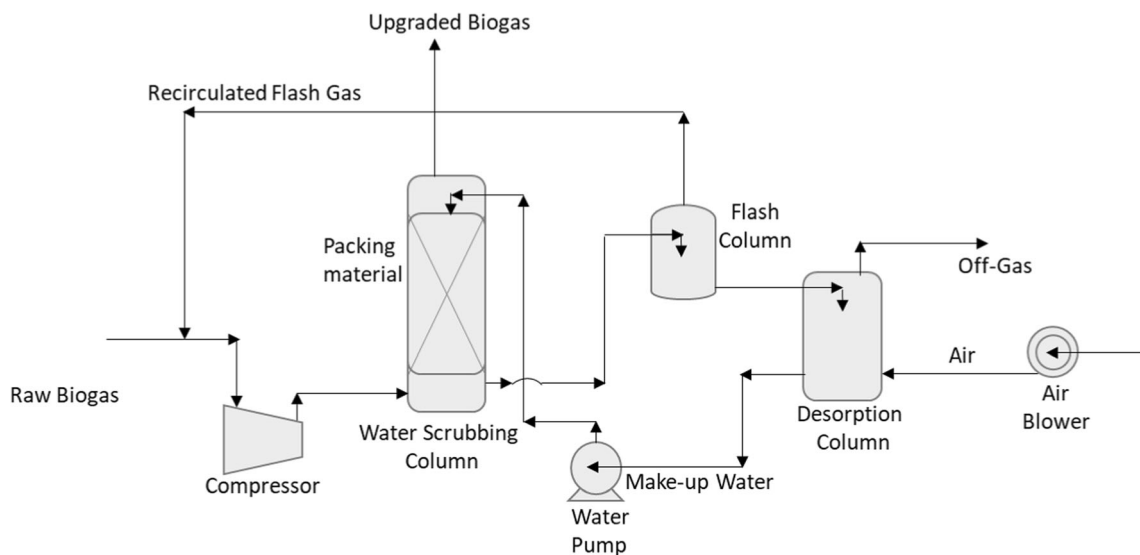 Upgraded Biogas
Recirculated Flash Gas
Flash
Column
Packing
material
Off-Gas
Air
Raw Biogas
Air
Blower
Desorption
Column
Water Scrubbing
Column
Compressor
Make-up Water
Water
Pump